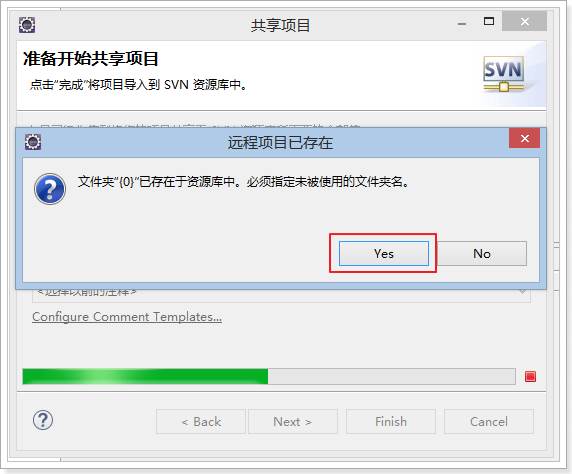 共享项目
准备开始共享项目
点击“完成”将项目导入到 SVN 资源库中。
SVN
远程项目已存在
文件夹“{0}”已存在于资源库中。必须指定未被使用的文件夹名。
Yes
No
<选择以前的注释>
Configure Comment Templates...
< Back
Next >
Finish
Cancel